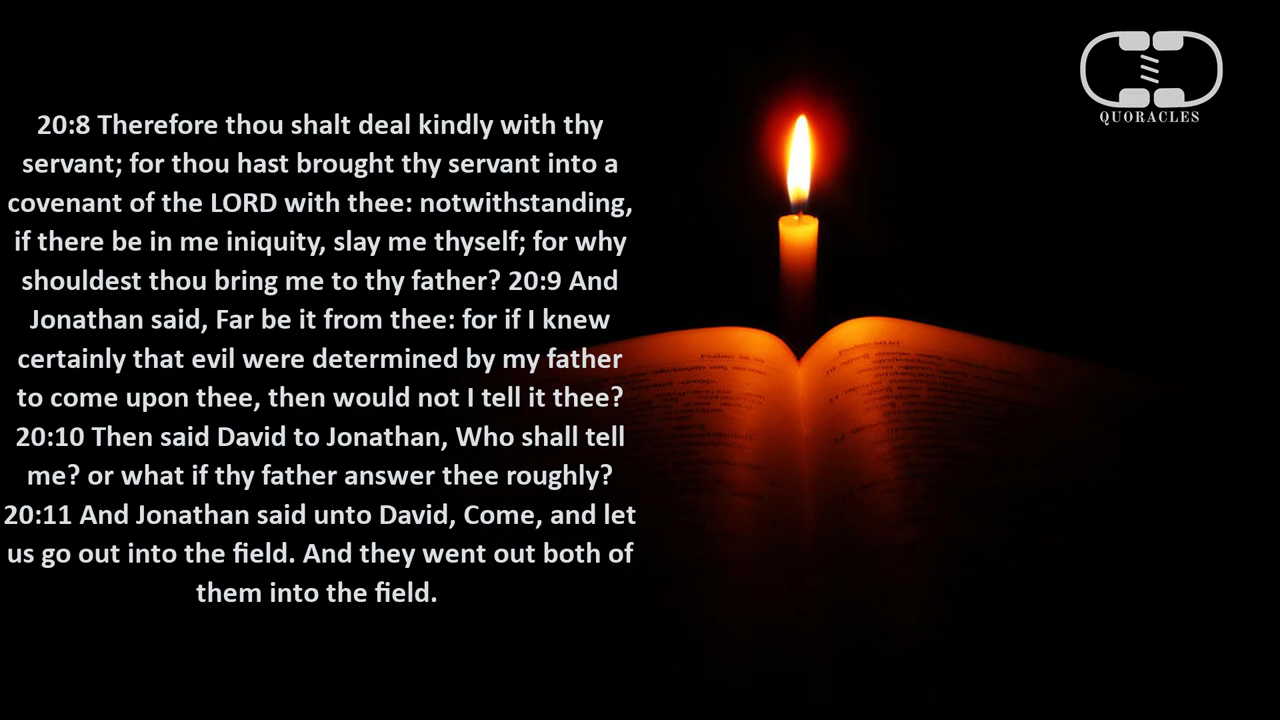 20:8 Therefore thou shalt deal kindly with thy
servant; for thou hast brought thy servant into a
covenant of the LORD with thee: notwithstanding,
if there be in me iniquity, slay me thyself; for why
shouldest thou bring me to thy father? 20:9 And
Jonathan said, Far be it from thee: for if I knew
certainly that evil were determined by my father
to come upon thee, then would not I tell it thee?
20:10 Then said David to Jonathan, Who shall tell
me? or what if thy father answer thee roughly?
20:11 And Jonathan said unto David, Come, and let
us go out into the field. And they went out both of
them into the field.
QUORACLES